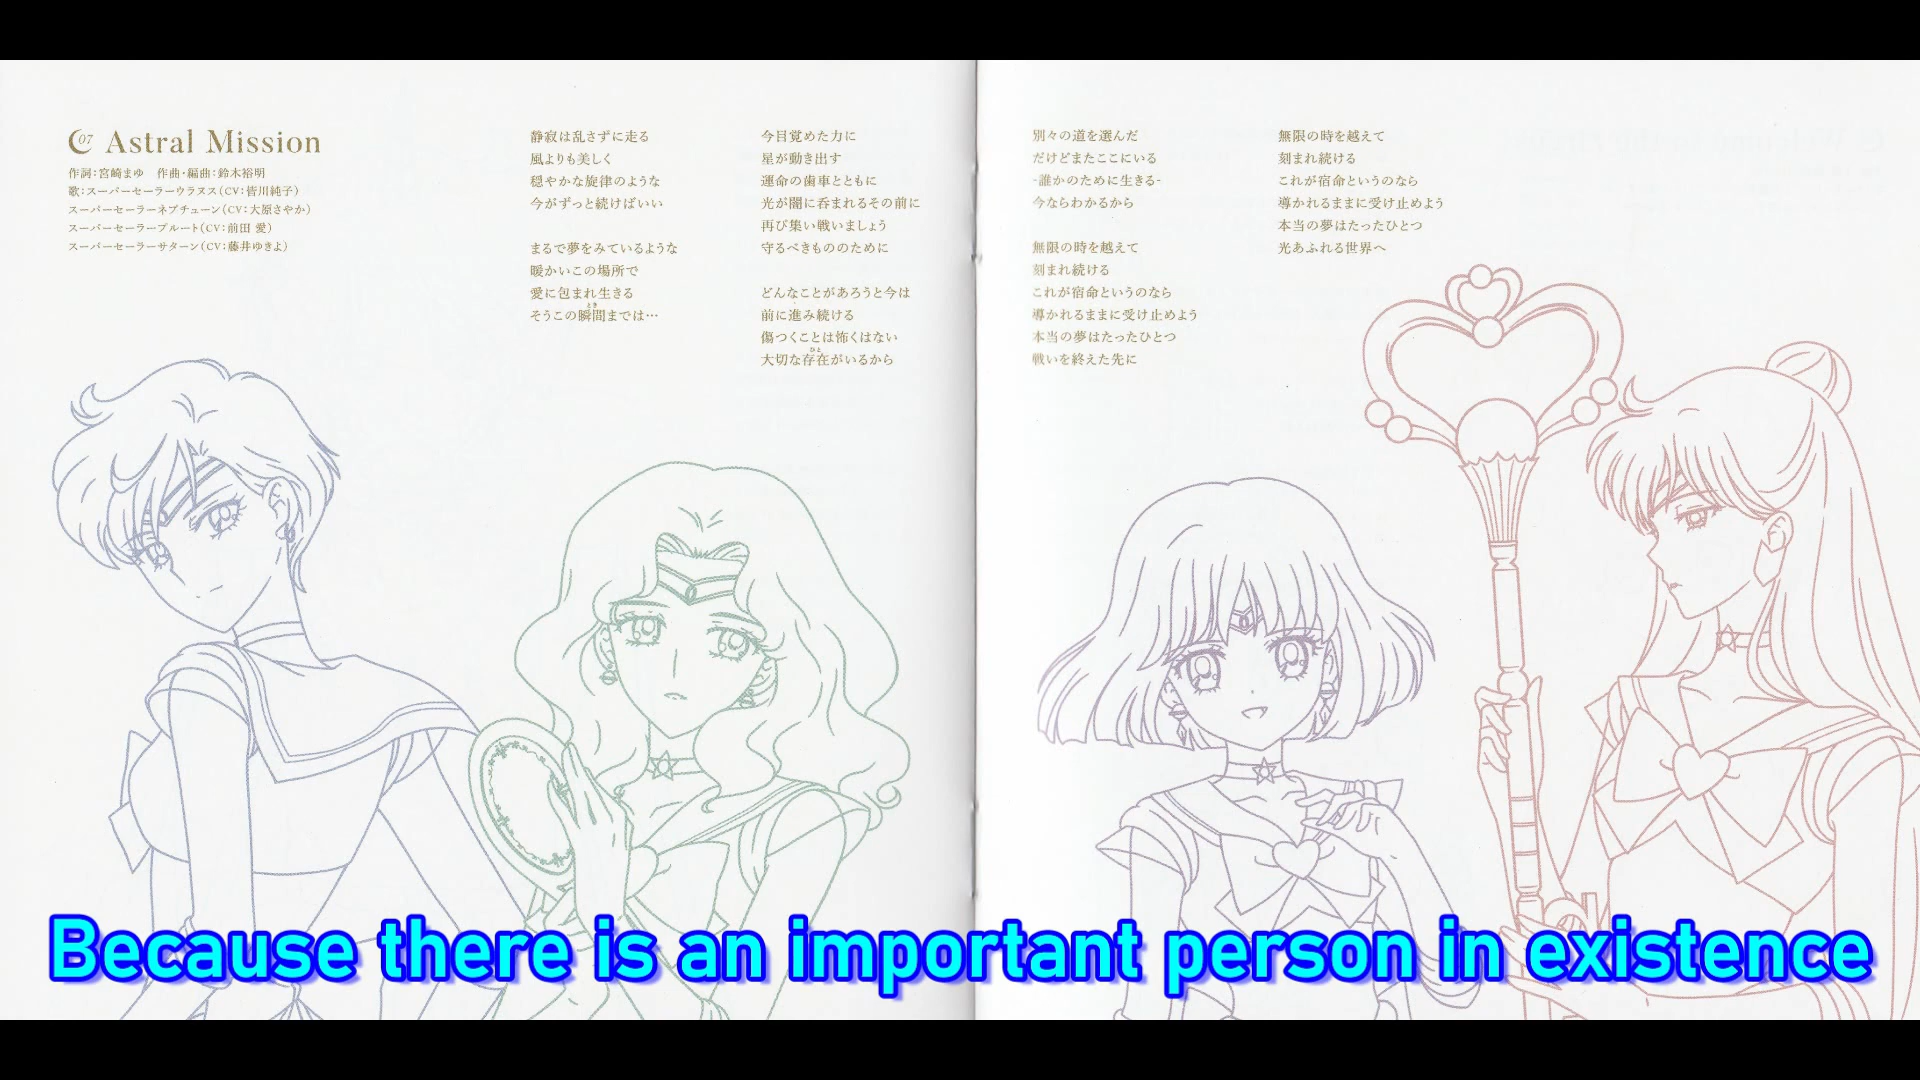 07 Astral Mission
作詞:宮崎まゆ 作曲・編曲:鈴木裕明
歌:スーパーセーラーウラヌス(CV:皆川純子)
スーパーセーラーネプチューン(CV:大原さやか)
スーパーセーラープルート(CV:前田 愛)
スーパーセーラーサターン(CV:藤井ゆきよ)
静寂は乱さずに走る
風よりも美しく
穏やかな旋律のような
今がずっと続けばいい
まるで夢をみているような
暖かいこの場所で
愛に包まれ生きる
とき
そうこの瞬間までは…
今目覚めた力に
星が動き出す
運命の歯車とともに
光が闇に呑まれるその前に
再び集い戦いましょう
守るべきもののために
どんなことがあろうと今は
前に進み続ける
傷つくことは怖くはない
ひと
大切な存在がいるから
別々の道を選んだ
だけどまたここにいる
-誰かのために生きる-
今ならわかるから
無限の時を越えて
刻まれ続ける
これが宿命というのなら
導かれるままに受け止めよう
本当の夢はたったひとつ
戦いを終えた先に
無限の時を越えて
刻まれ続ける
これが宿命というのなら
導かれるままに受け止めよう
本当の夢はたったひとつ
光あふれる世界へ
Because there is an important person in existence